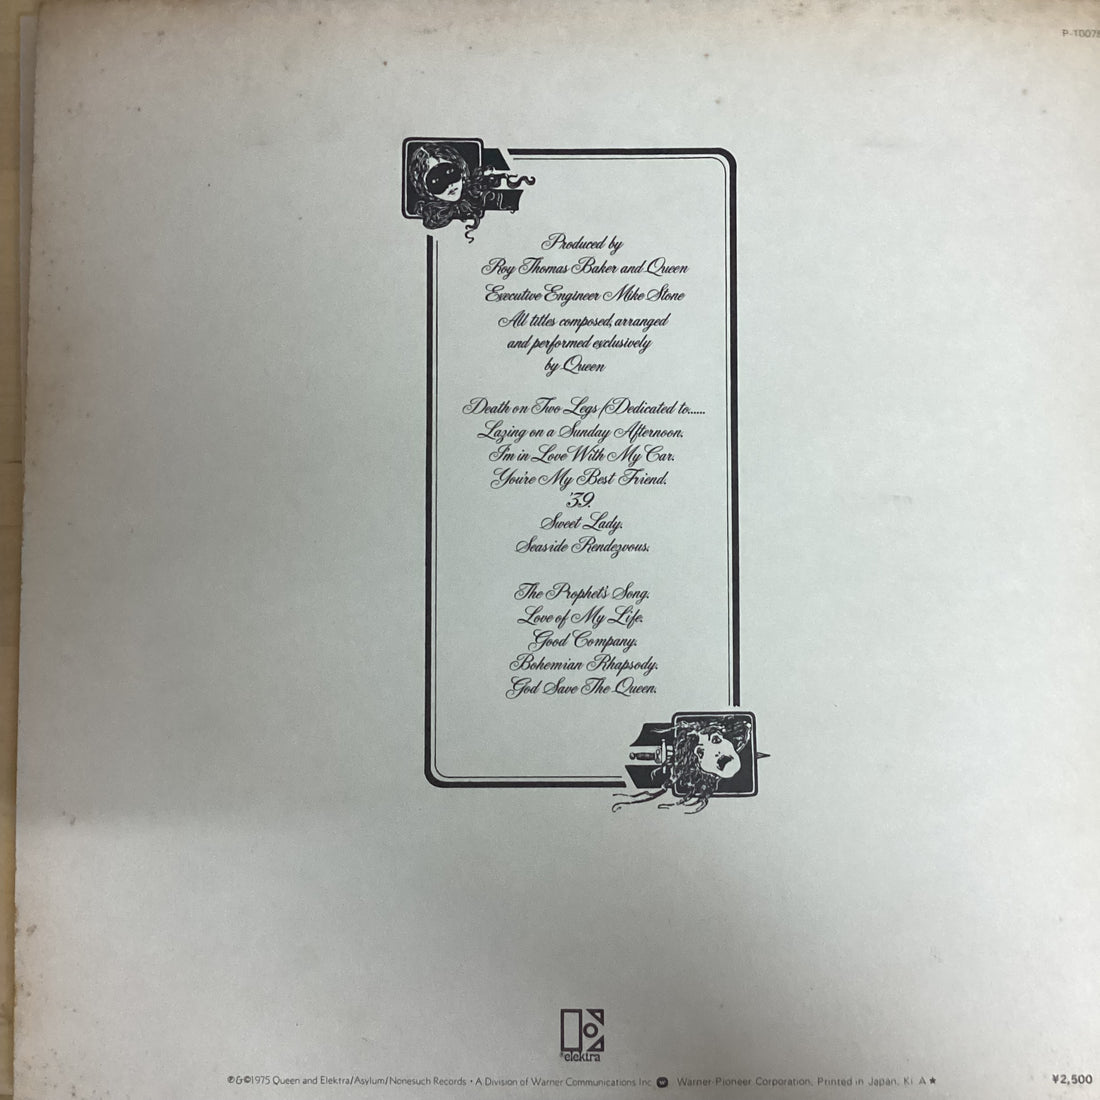 P-1007
Produced by
Roy Thomas Baker and Queen
Executive Engineer Mike Stone
All titles composed, arranged
and performed exclusively
by Queen
Death on Two Legs (Dedicated to......
Lazing on a Sunday Afternoon.
I'm in Love With My Car.
You're My Best Friend.
'39.
Sweet Lady.
Seaside Rendezvous.
The Prophet's Song.
Love of My Life.
Good Company.
Bohemian Rhapsody.
God Save The Queen.
elektra
℗&©1975 Queen and Elektra/Asylum/Nonesuch Records • A Division of Warner Communications Inc. Warner-Pioneer Corporation, Printed in Japan, Ki A ★
¥2,500